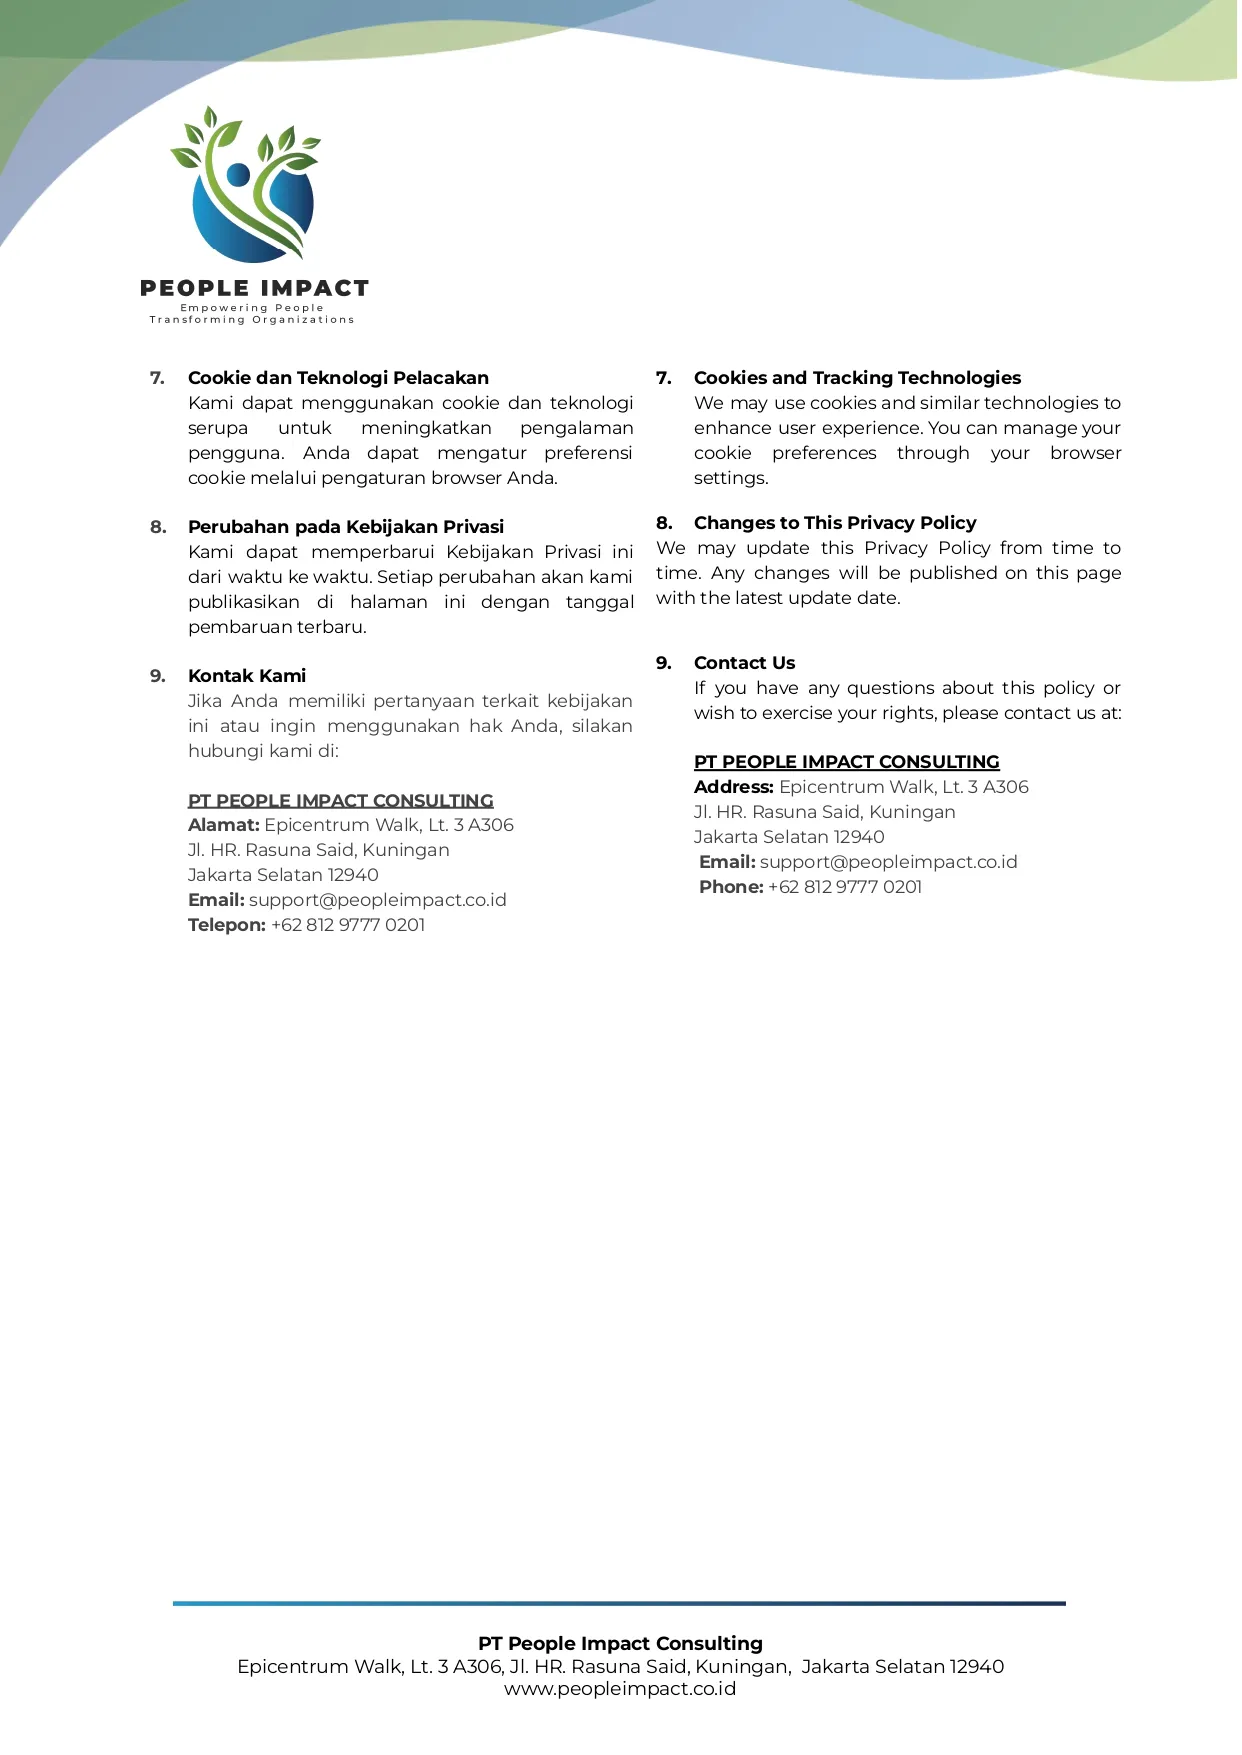 PEOPLE IMPACT
Empowering People
Transforming Organizations
7. Cookie dan Teknologi Pelacakan
Kami dapat menggunakan cookie dan teknologi
serupa untuk meningkatkan pengalaman
pengguna. Anda dapat mengatur preferensi
cookie melalui pengaturan browser Anda.
8. Perubahan pada Kebijakan Privasi
Kami dapat memperbarui Kebijakan Privasi ini
dari waktu ke waktu. Setiap perubahan akan kami
publikasikan di halaman ini dengan tanggal
pembaruan terbaru.
9. Kontak Kami
Jika Anda memiliki pertanyaan terkait kebijakan
ini atau ingin menggunakan hak Anda, silakan
hubungi kami di:
PT PEOPLE IMPACT CONSULTING
Alamat: Epicentrum Walk, Lt. 3 A306
Jl. HR. Rasuna Said, Kuningan
Jakarta Selatan 12940
Email: support@peopleimpact.co.id
Telepon: +62 812 9777 0201
7. Cookies and Tracking Technologies
We may use cookies and similar technologies to
enhance user experience. You can manage your
cookie preferences through your browser
settings.
8. Changes to This Privacy Policy
We may update this Privacy Policy from time to
time. Any changes will be published on this page
with the latest update date.
9. Contact Us
If you have any questions about this policy or
wish to exercise your rights, please contact us at:
PT PEOPLE IMPACT CONSULTING
Address: Epicentrum Walk, Lt. 3 A306
Jl. HR. Rasuna Said, Kuningan
Jakarta Selatan 12940
Email: support@peopleimpact.co.id
Phone: +62 812 9777 0201
PT People Impact Consulting
Epicentrum Walk, Lt. 3 A306, Jl. HR. Rasuna Said, Kuningan, Jakarta Selatan 12940
www.peopleimpact.co.id